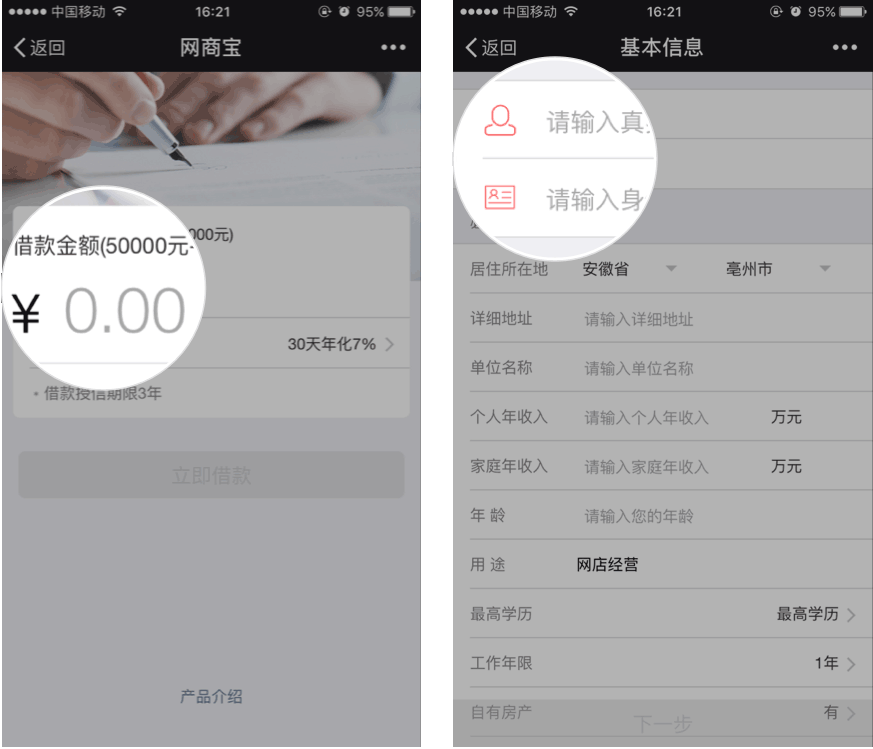 中国移动 16:21 95%
返回 网商宝
借款金额(50000元-
000元)
¥ 0.00
30天年化7%
借款授信期限3年
立即借款
产品介绍
中国移动 16:21 95%
返回 基本信息
请输入真
请输入身
居住所在地 安徽省 亳州市
详细地址 请输入详细地址
单位名称 请输入单位名称
个人年收入 请输入个人年收入 万元
家庭年收入 请输入家庭年收入 万元
年 龄 请输入您的年龄
用 途 网店经营
最高学历 最高学历
工作年限 1年
自有房产 有
下一步